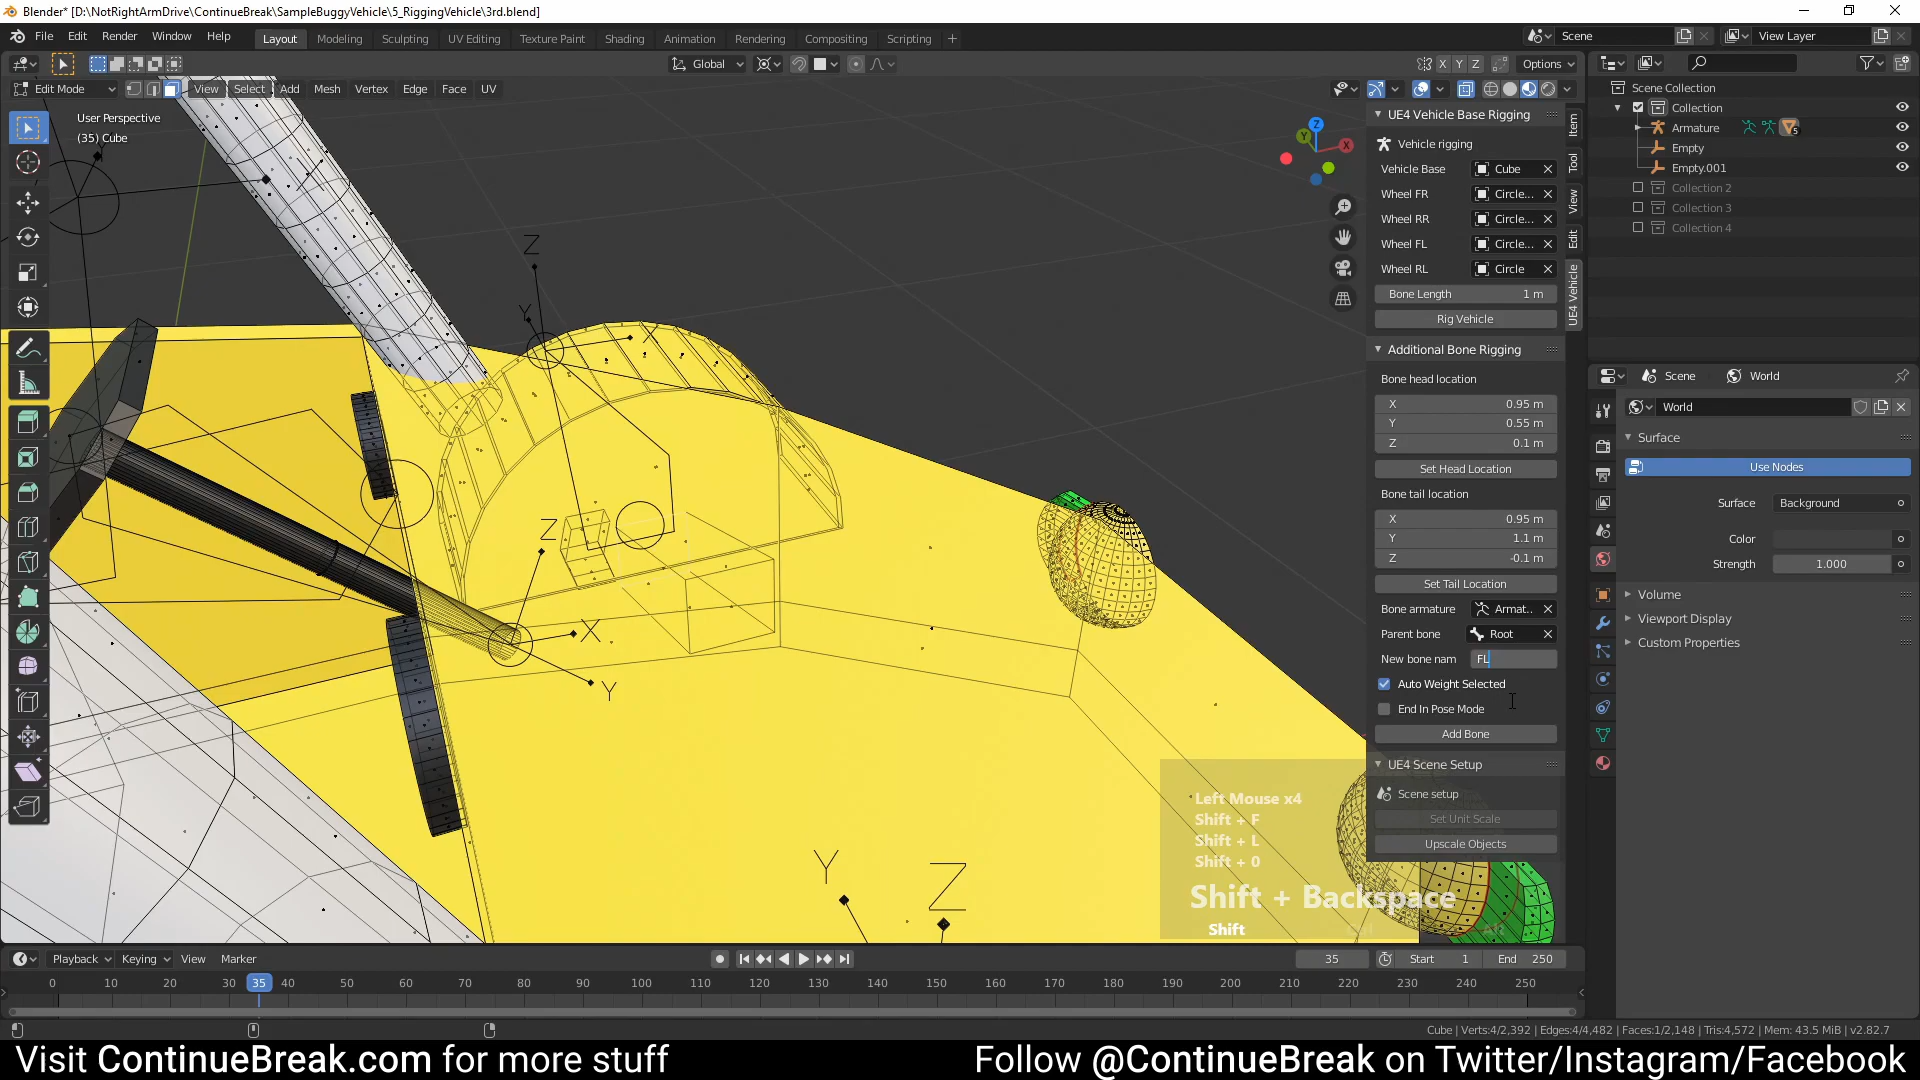 Blender* [D:\NotRightArmDrive\ContinueBreak\SampleBuggyVehicle\5_RiggingVehicle\3rd.blend]
File Edit Render Window Help
Layout Modeling Sculpting UV Editing Texture Paint Shading Animation Rendering Compositing Scripting +
Scene
View Layer
Global
X Y Z
Options
Edit Mode
View Select Add Mesh Vertex Edge Face UV
User Perspective
(35) Cube
Z
Y
X
Z
X
Y
Y
Z
Z
Y
X
UE4 Vehicle Base Rigging
Vehicle rigging
Vehicle Base Cube
Wheel FR Circle...
Wheel RR Circle...
Wheel FL Circle...
Wheel RL Circle
Bone Length 1 m
Rig Vehicle
Additional Bone Rigging
Bone head location
X 0.95 m
Y 0.55 m
Z 0.1 m
Set Head Location
Bone tail location
X 0.95 m
Y 1.1 m
Z -0.1 m
Set Tail Location
Bone armature Armat..
Parent bone Root
New bone nam FL
Auto Weight Selected
End In Pose Mode
Add Bone
UE4 Scene Setup
Scene setup
Set Unit Scale
Upscale Objects
Item
Tool
View
Edit
UE4 Vehicle
Left Mouse x4
Shift + F
Shift + L
Shift + 0
Shift + Backspace
Shift
Alt
Scene Collection
Collection
Armature 5
Empty
Empty.001
Collection 2
Collection 3
Collection 4
Scene World
World
Surface
Use Nodes
Surface Background
Color
Strength 1.000
Volume
Viewport Display
Custom Properties
Playback Keying View Marker
35 Start 1 End 250
0 10 20 30 35 40 50 60 70 80 90 100 110 120 130 140 150 160 170 180 190 200 210 220 230 240 250
Cube | Verts:4/2,392 | Edges:4/4,482 | Faces:1/2,148 | Tris:4,572 | Mem: 43.5 MiB | v2.82.7
Visit ContinueBreak.com for more stuff
Follow @ContinueBreak on Twitter/Instagram/Facebook